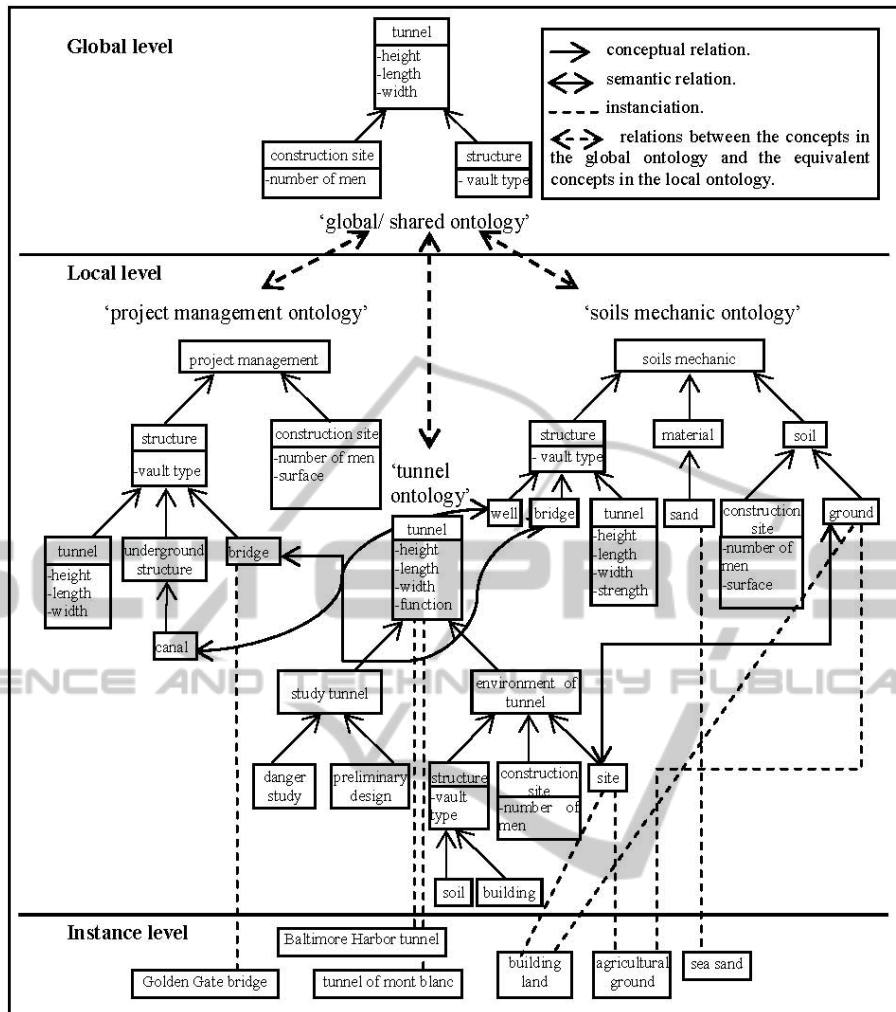 Global level
tunnel
-height
-length
-width
construction site
-number of men
structure
- vault type
'global/ shared ontology'
conceptual relation.
semantic relation.
instanciation.
relations between the concepts in
the global ontology and the equivalent
concepts in the local ontology.
Local level
'project management ontology'
project management
structure
-vault type
construction site
-number of men
-surface
tunnel
-height
-length
-width
underground
structure
bridge
canal
'tunnel
ontology'
tunnel
-height
-length
-width
-function
study tunnel
environment of
tunnel
danger
study
preliminary
design
structure
-vault
type
construction
site
-number of
men
site
soil
building
'soils mechanic ontology'
soils mechanic
structure
- vault type
material
soil
well
bridge
tunnel
-height
-length
-width
-strength
sand
construction
site
-number of
men
-surface
ground
SCITEPRESS
SCIENCE AND TECHNOLOGY PUBLICA
Instance level
Baltimore Harbor tunnel
Golden Gate bridge
tunnel of mont blanc
building
land
agricultural
ground
sea sand